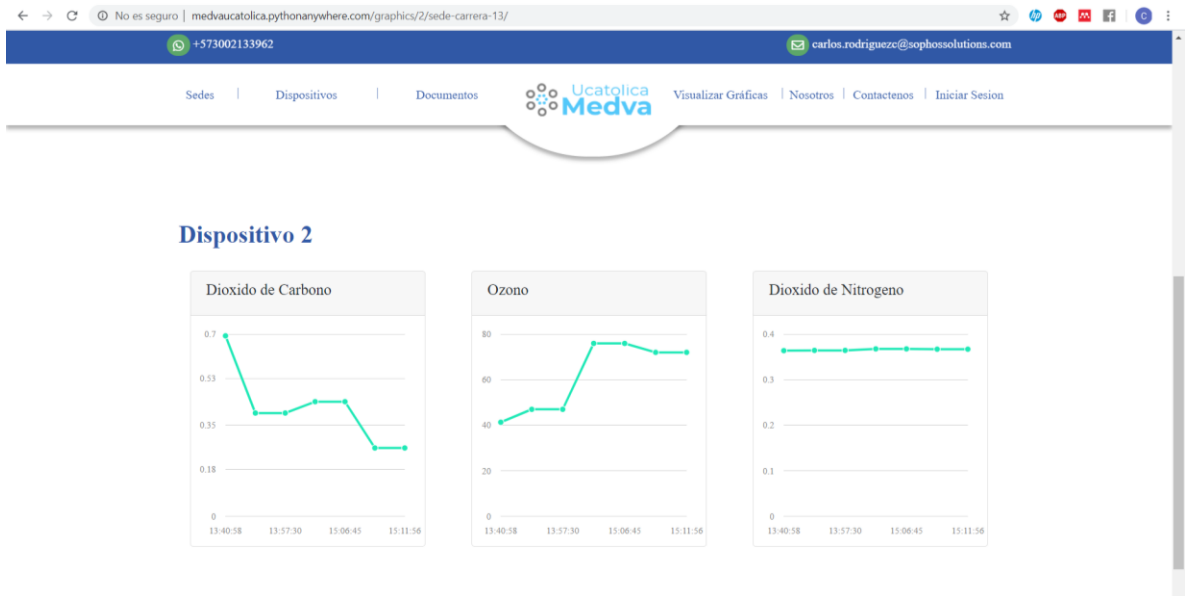 No es seguro | medvaucatolica.pythonanywhere.com/graphics/2/sede-carrera-13/
ABP
C
+573002133962
carlos.rodriguezc@sophossolutions.com
Sedes | Dispositivos | Documentos
Ucatolica
Medva
Visualizar Gráficas | Nosotros | Contactenos | Iniciar Sesion
Dispositivo 2
Dioxido de Carbono
0.7
0.53
0.35
0.18
0
13:40:58 13:57:30 15:06:45 15:11:56
Ozono
80
60
40
20
0
13:40:58 13:57:30 15:06:45 15:11:56
Dioxido de Nitrogeno
0.4
0.3
0.2
0.1
0
13:40:58 13:57:30 15:06:45 15:11:56